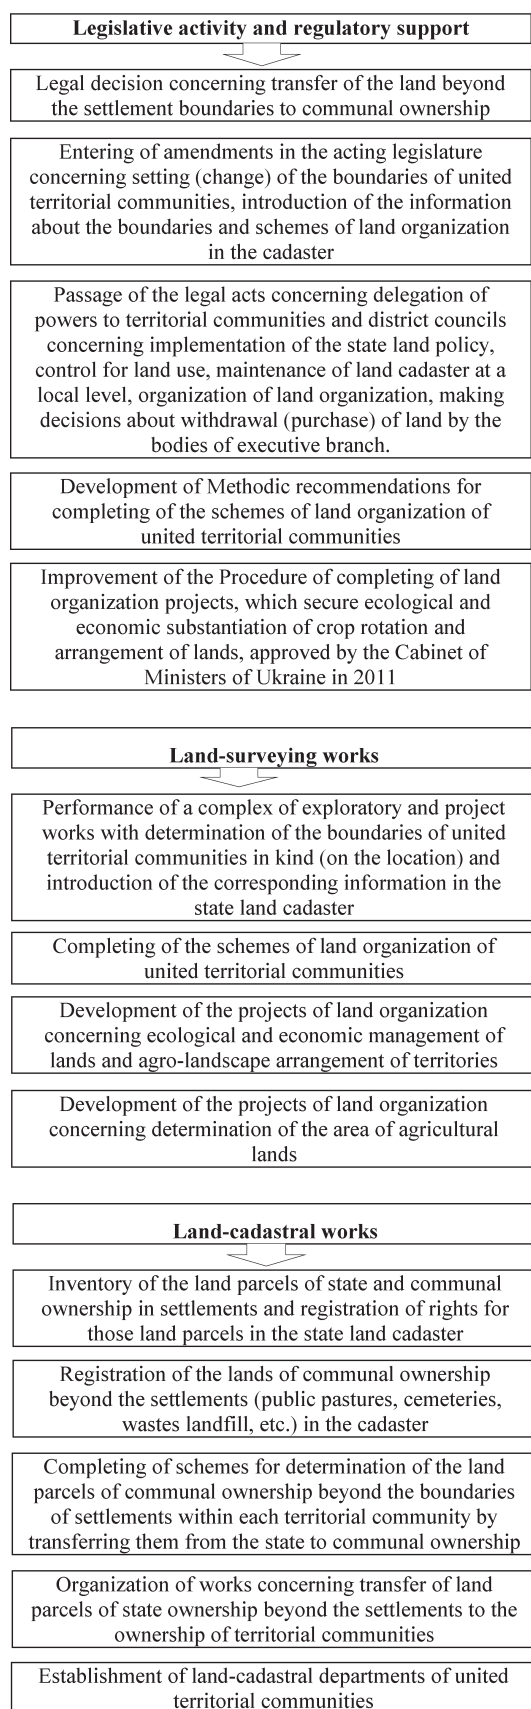 Legislative activity and regulatory support
Legal decision concerning transfer of the land beyond
the settlement boundaries to communal ownership
Entering of amendments in the acting legislature
concerning setting (change) of the boundaries of united
territorial communities, introduction of the information
about the boundaries and schemes of land organization
in the cadaster
Passage of the legal acts concerning delegation of
powers to territorial communities and district councils
concerning implementation of the state land policy,
control for land use, maintenance of land cadaster at a
local level, organization of land organization, making
decisions about withdrawal (purchase) of land by the
bodies of executive branch.
Development of Methodic recommendations for
completing of the schemes of land organization of
united territorial communities
Improvement of the Procedure of completing of land
organization projects, which secure ecological and
economic substantiation of crop rotation and
arrangement of lands, approved by the Cabinet of
Ministers of Ukraine in 2011
Land-surveying works
Performance of a complex of exploratory and project
works with determination of the boundaries of united
territorial communities in kind (on the location) and
introduction of the corresponding information in the
state land cadaster
Completing of the schemes of land organization of
united territorial communities
Development of the projects of land organization
concerning ecological and economic management of
lands and agro-landscape arrangement of territories
Development of the projects of land organization
concerning determination of the area of agricultural
lands
Land-cadastral works
Inventory of the land parcels of state and communal
ownership in settlements and registration of rights for
those land parcels in the state land cadaster
Registration of the lands of communal ownership
beyond the settlements (public pastures, cemeteries,
wastes landfill, etc.) in the cadaster
Completing of schemes for determination of the land
parcels of communal ownership beyond the boundaries
of settlements within each territorial community by
transferring them from the state to communal ownership
Organization of works concerning transfer of land
parcels of state ownership beyond the settlements to the
ownership of territorial communities
Establishment of land-cadastral departments of united
territorial communities